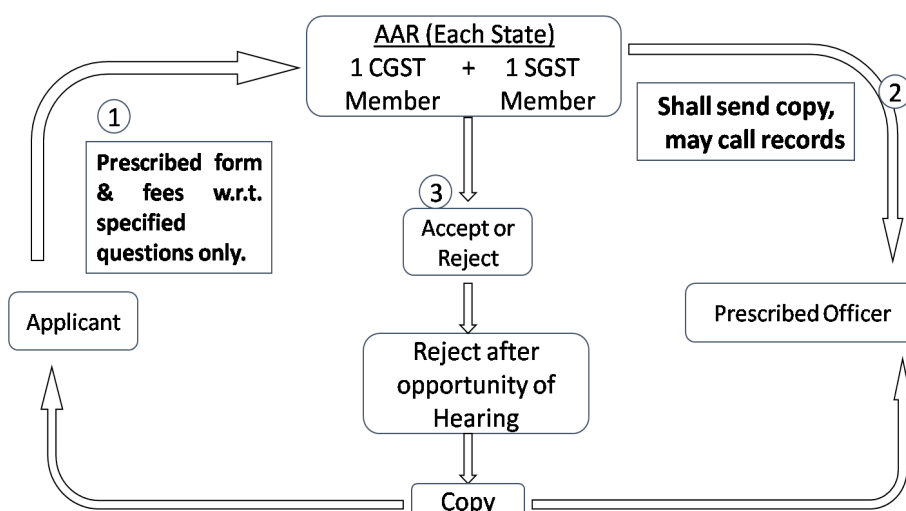 AAR (Each State)
1 CGST + 1 SGST
Member Member
1
Prescribed form
& fees w.r.t.
specified
questions only.
2
Shall send copy,
may call records
3
Accept or
Reject
Applicant
Prescribed Officer
Reject after
opportunity of
Hearing
Copy